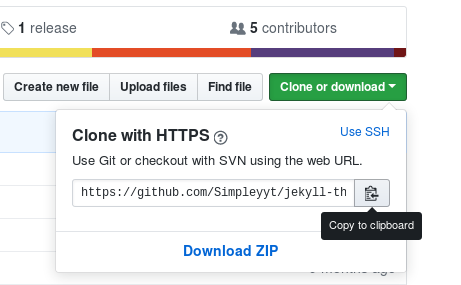 1 release
5 contributors
Create new file
Upload files
Find file
Clone or download
Clone with HTTPS ?
Use SSH
Use Git or checkout with SVN using the web URL.
https://github.com/Simpleyyt/jekyll-th
Copy to clipboard
Download ZIP
months ago